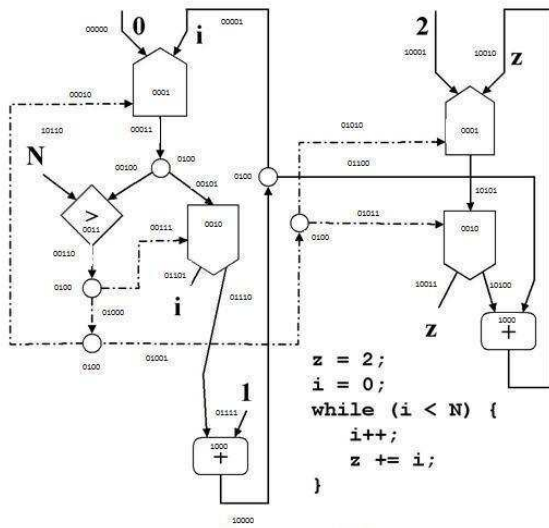 0 i 2
00000 00001
10001 10010 z
00010 0001 0001
10110 00011 01010
N 00100 0100 01100
00101 0100 10101
> 0011 00111 0010 01011 0010
00110 0100
01101 01110
0100 i 10011 10100
01000 z 1000
0100 01001 +
z = 2;
i = 0;
1 while (i < N) {
01111 i++;
1000 z += i;
+ }
10000